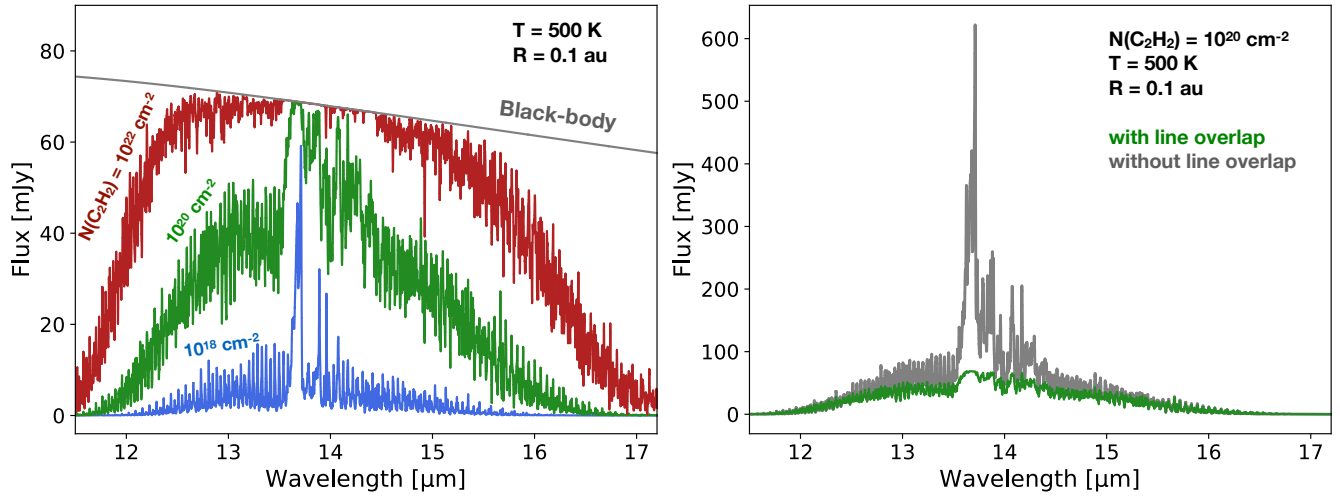 T = 500 K
R = 0.1 au
Black-body
N(C₂H₂) = 10²² cm⁻²
10²⁰ cm⁻²
10¹⁸ cm⁻²
Flux [mJy]
80
60
40
20
0
12 13 14 15 16 17
Wavelength [μm]
N(C₂H₂) = 10²⁰ cm⁻²
T = 500 K
R = 0.1 au
with line overlap
without line overlap
Flux [mJy]
600
500
400
300
200
100
0
12 13 14 15 16 17
Wavelength [μm]